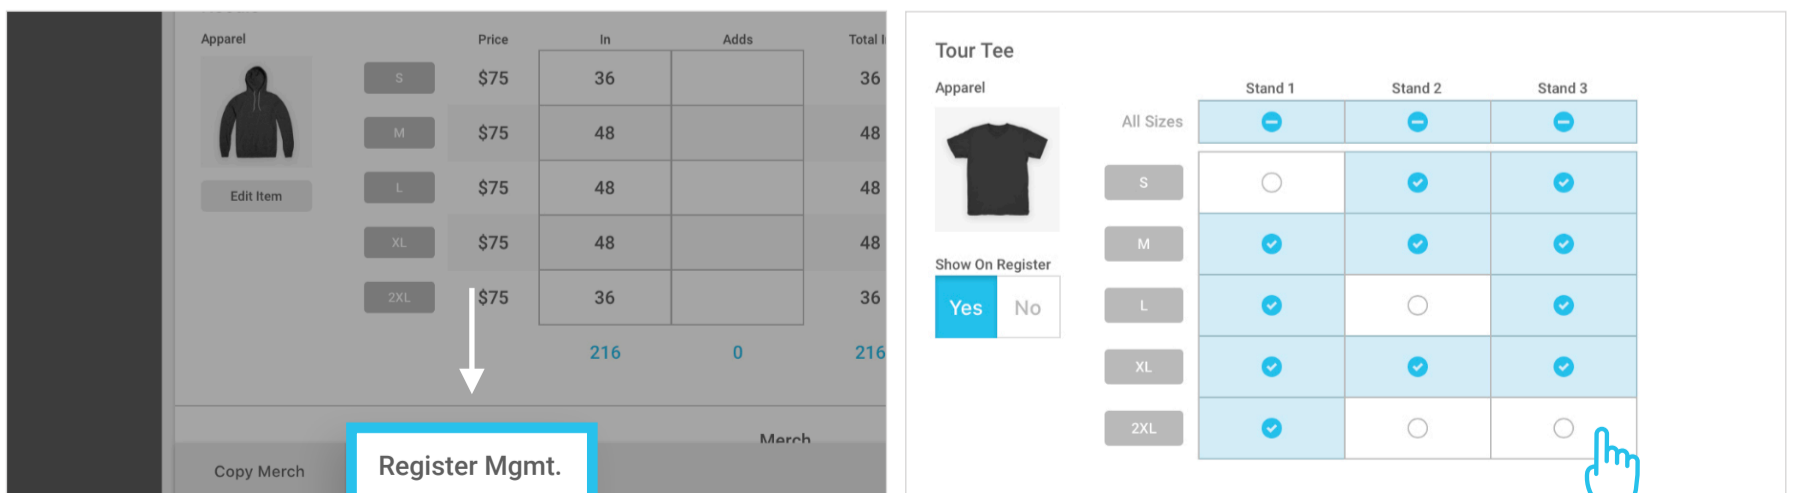 Apparel Price In Adds Total I
S $75 36 36
M $75 48 48
L $75 48 48
Edit Item
XL $75 48 48
2XL $75 36 36
216 0 216
Merch
Copy Merch Register Mgmt.
Tour Tee
Apparel Stand 1 Stand 2 Stand 3
All Sizes
S
M
Show On Register
Yes No
L
XL
2XL